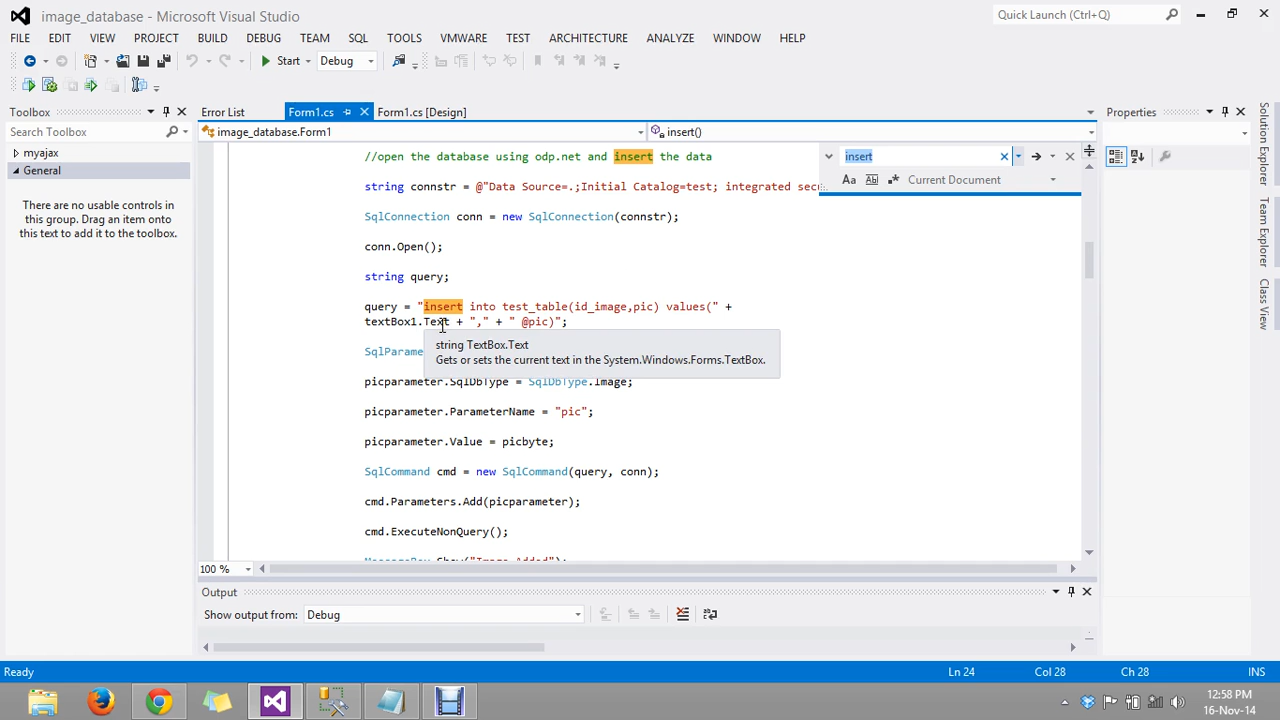 image_database - Microsoft Visual Studio
Quick Launch (Ctrl+Q)
FILE EDIT VIEW PROJECT BUILD DEBUG TEAM SQL TOOLS VMWARE TEST ARCHITECTURE ANALYZE WINDOW HELP
Start Debug
Toolbox
Error List Form1.cs Form1.cs [Design]
Properties
Search Toolbox
image_database.Form1 insert()
myajax
General
There are no usable controls in
this group. Drag an item onto
this text to add it to the toolbox.
insert
Aa Ab Current Document
//open the database using odp.net and insert the data
string connstr = @"Data Source=.;Initial Catalog=test; integrated secu
SqlConnection conn = new SqlConnection(connstr);
conn.Open();
string query;
query = "insert into test_table(id_image,pic) values(" +
textBox1.Text + "," + " @pic)";
string TextBox.Text
Gets or sets the current text in the System.Windows.Forms.TextBox.
SqlParame
picparameter.SqlDbType = SqlDbType.Image;
picparameter.ParameterName = "pic";
picparameter.Value = picbyte;
SqlCommand cmd = new SqlCommand(query, conn);
cmd.Parameters.Add(picparameter);
cmd.ExecuteNonQuery();
MessageBox.Show("Image Added");
100 %
Output
Show output from: Debug
Solution Explorer
Team Explorer
Class View
Ready Ln 24 Col 28 Ch 28 INS
12:58 PM
16-Nov-14